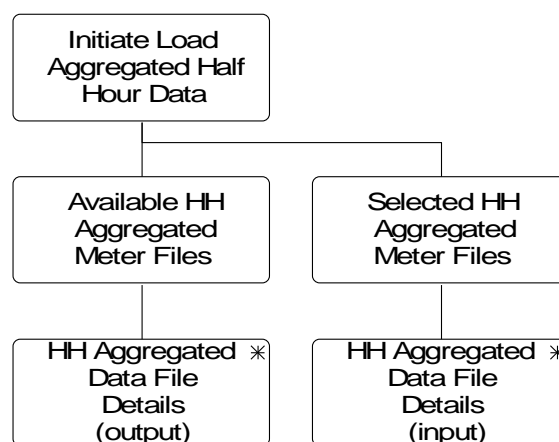 Initiate Load
Aggregated Half
Hour Data
Available HH
Aggregated
Meter Files
Selected HH
Aggregated
Meter Files
HH Aggregated *
Data File
Details
(output)
HH Aggregated *
Data File
Details
(input)